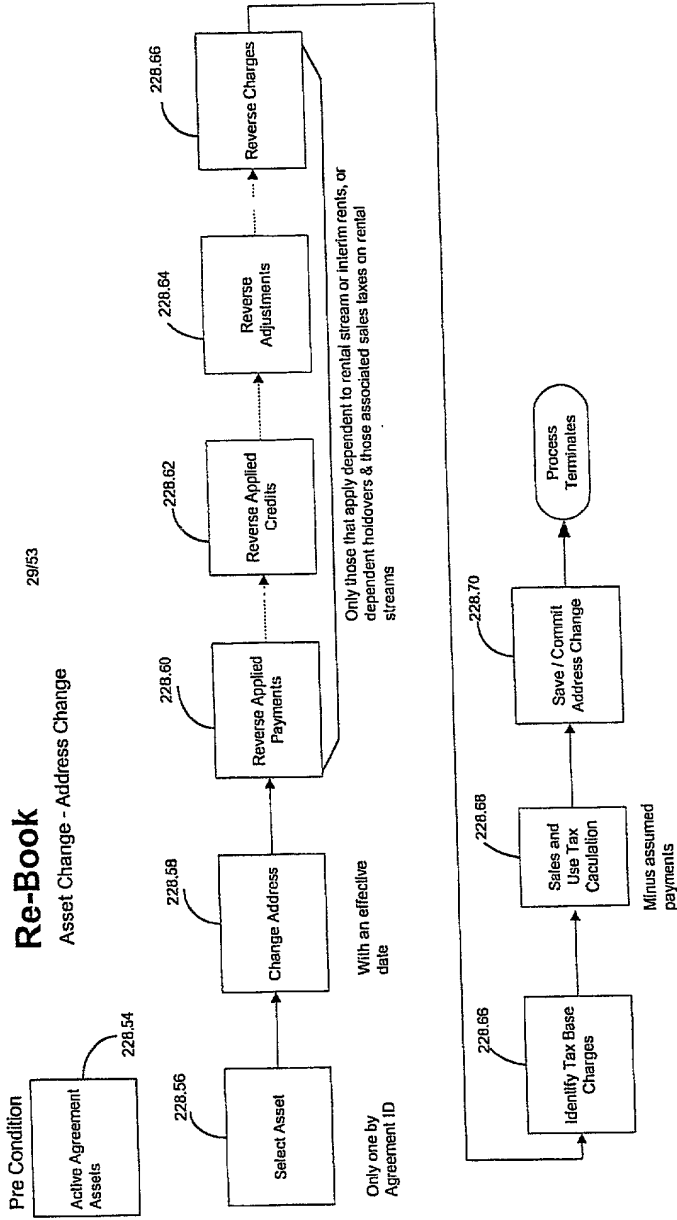 Re-Book
29/53
Asset Change - Address Change
Pre Condition
228.54
Active Agreement
Assets
228.56
Select Asset
Only one by
Agreement ID
228.58
Change Address
With an effective
date
228.60
Reverse Applied
Payments
228.62
Reverse Applied
Credits
228.64
Reverse
Adjustments
228.66
Reverse Charges
Only those that apply dependent to rental stream or interim rents, or
dependent holdovers & those associated sales taxes on rental
streams
228.66
Identify Tax Base
Charges
228.68
Sales and
Use Tax
Caculation
Minus assumed
payments
228.70
Save / Commit
Address Change
Process
Terminates